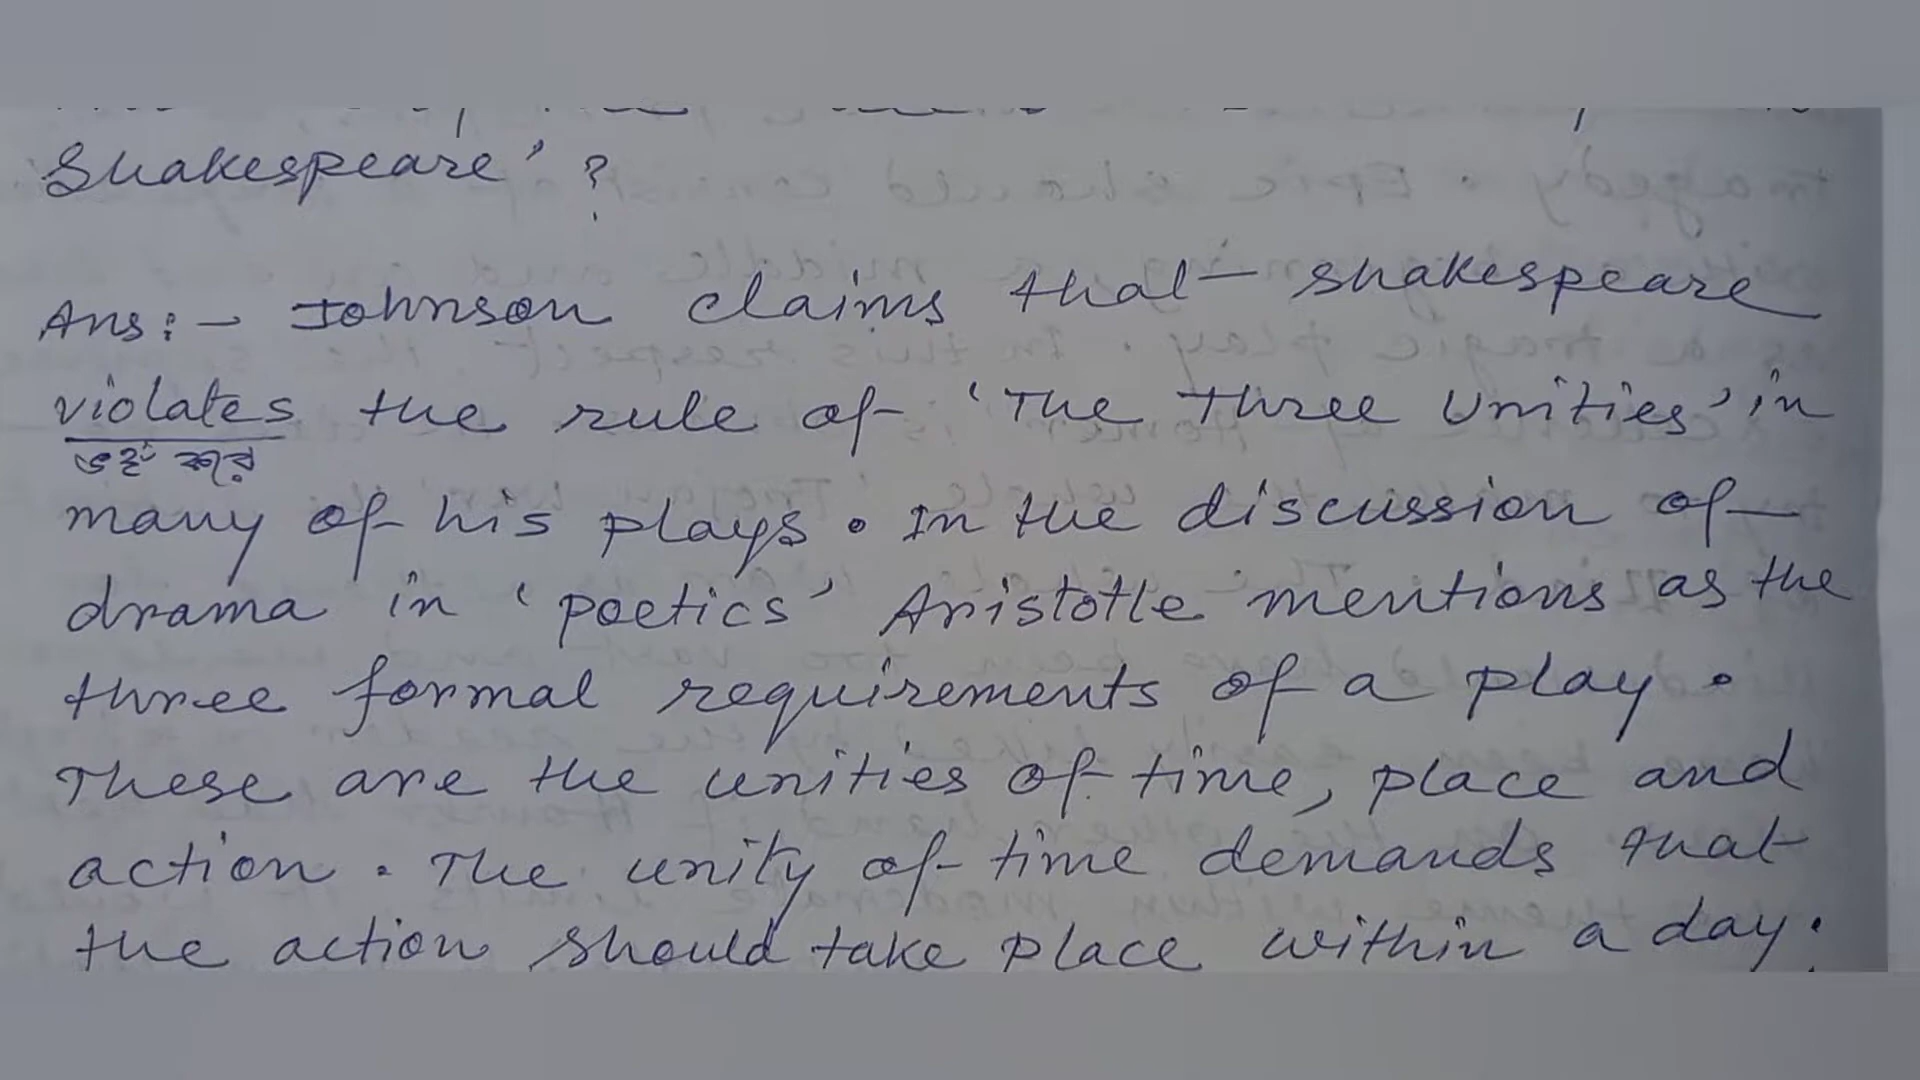 Shakespeare' ?
Ans:- Johnson claims that Shakespeare
violates the rule of 'The Three Unities' in
ভঙ্গ করে
many of his plays. In the discussion of
drama in 'poetics' Aristotle mentions as the
three formal requirements of a play.
These are the unities of time, place and
action. The unity of time demands that
the action should take place within a day.